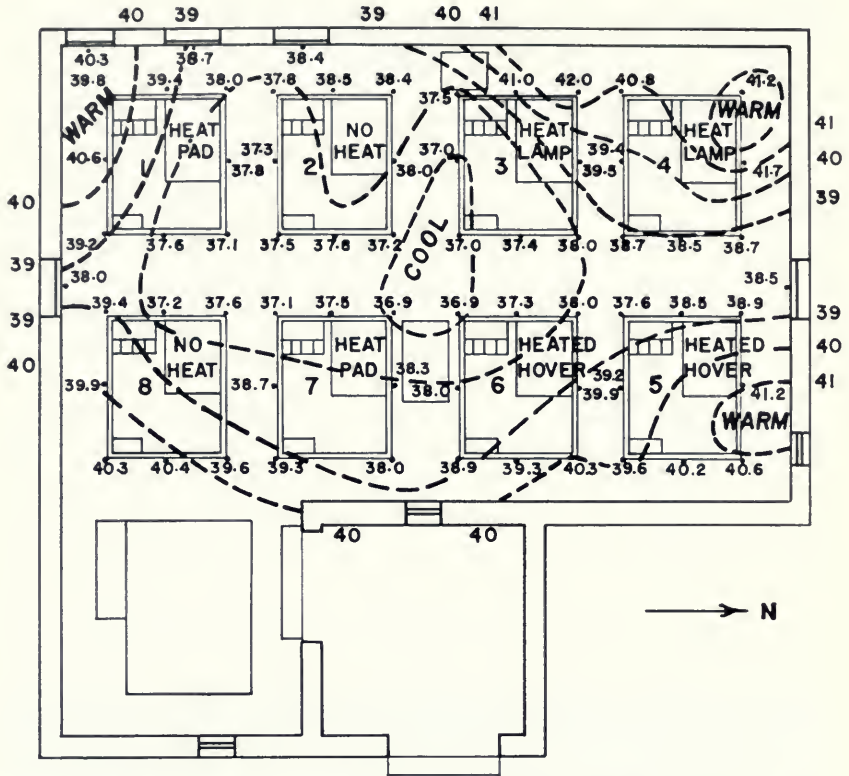 40 39 39 40 41
40.3 38.7 38.4
39.8 39.4 38.0 37.8 38.5 38.4 37.5 41.0 42.0 40.8 41.2
WARM
HEAT PAD
NO HEAT
HEAT LAMP
HEAT LAMP
WARM
41
40.6 1 37.3 2 37.0 3 39.4 4 40
37.8 38.0 39.5 41.7
40 39
39.2 37.6 37.1 37.5 37.6 37.2 37.0 37.4 38.0 38.7 38.5 38.7
COOL
39 38.0 38.5
39.4 37.2 37.6 37.1 37.5 36.9 36.9 37.3 38.0 37.6 38.5 38.9
39 39
NO HEAT
HEAT PAD
HEATED HOVER
HEATED HOVER
40 40
39.9 8 38.7 7 38.3 6 39.2 5 41
38.0 39.9 41.2
WARM
40.3 40.4 39.6 39.3 38.0 38.9 39.3 40.3 39.6 40.2 40.6
40 40
N